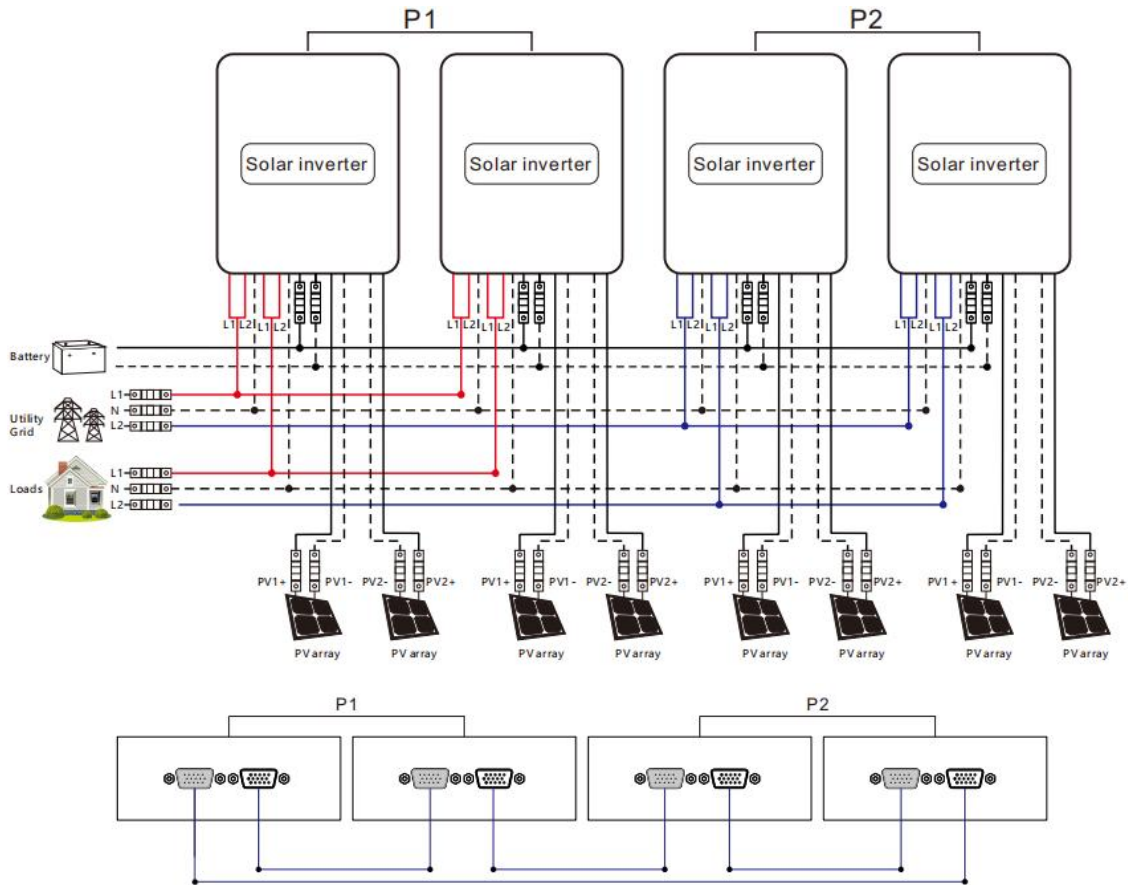 P1 P2
Solar inverter Solar inverter Solar inverter Solar inverter
L1 L2 L1 L2 L1 L2 L1 L2 L1 L2 L1 L2 L1 L2 L1 L2
Battery
L1
Utility N
Grid L2
L1
Loads N
L2
PV1+ PV1- PV2- PV2+ PV1+ PV1- PV2- PV2+ PV1+ PV1- PV2- PV2+ PV1+ PV1- PV2- PV2+
PV array PV array PV array PV array PV array PV array PV array PV array
P1 P2